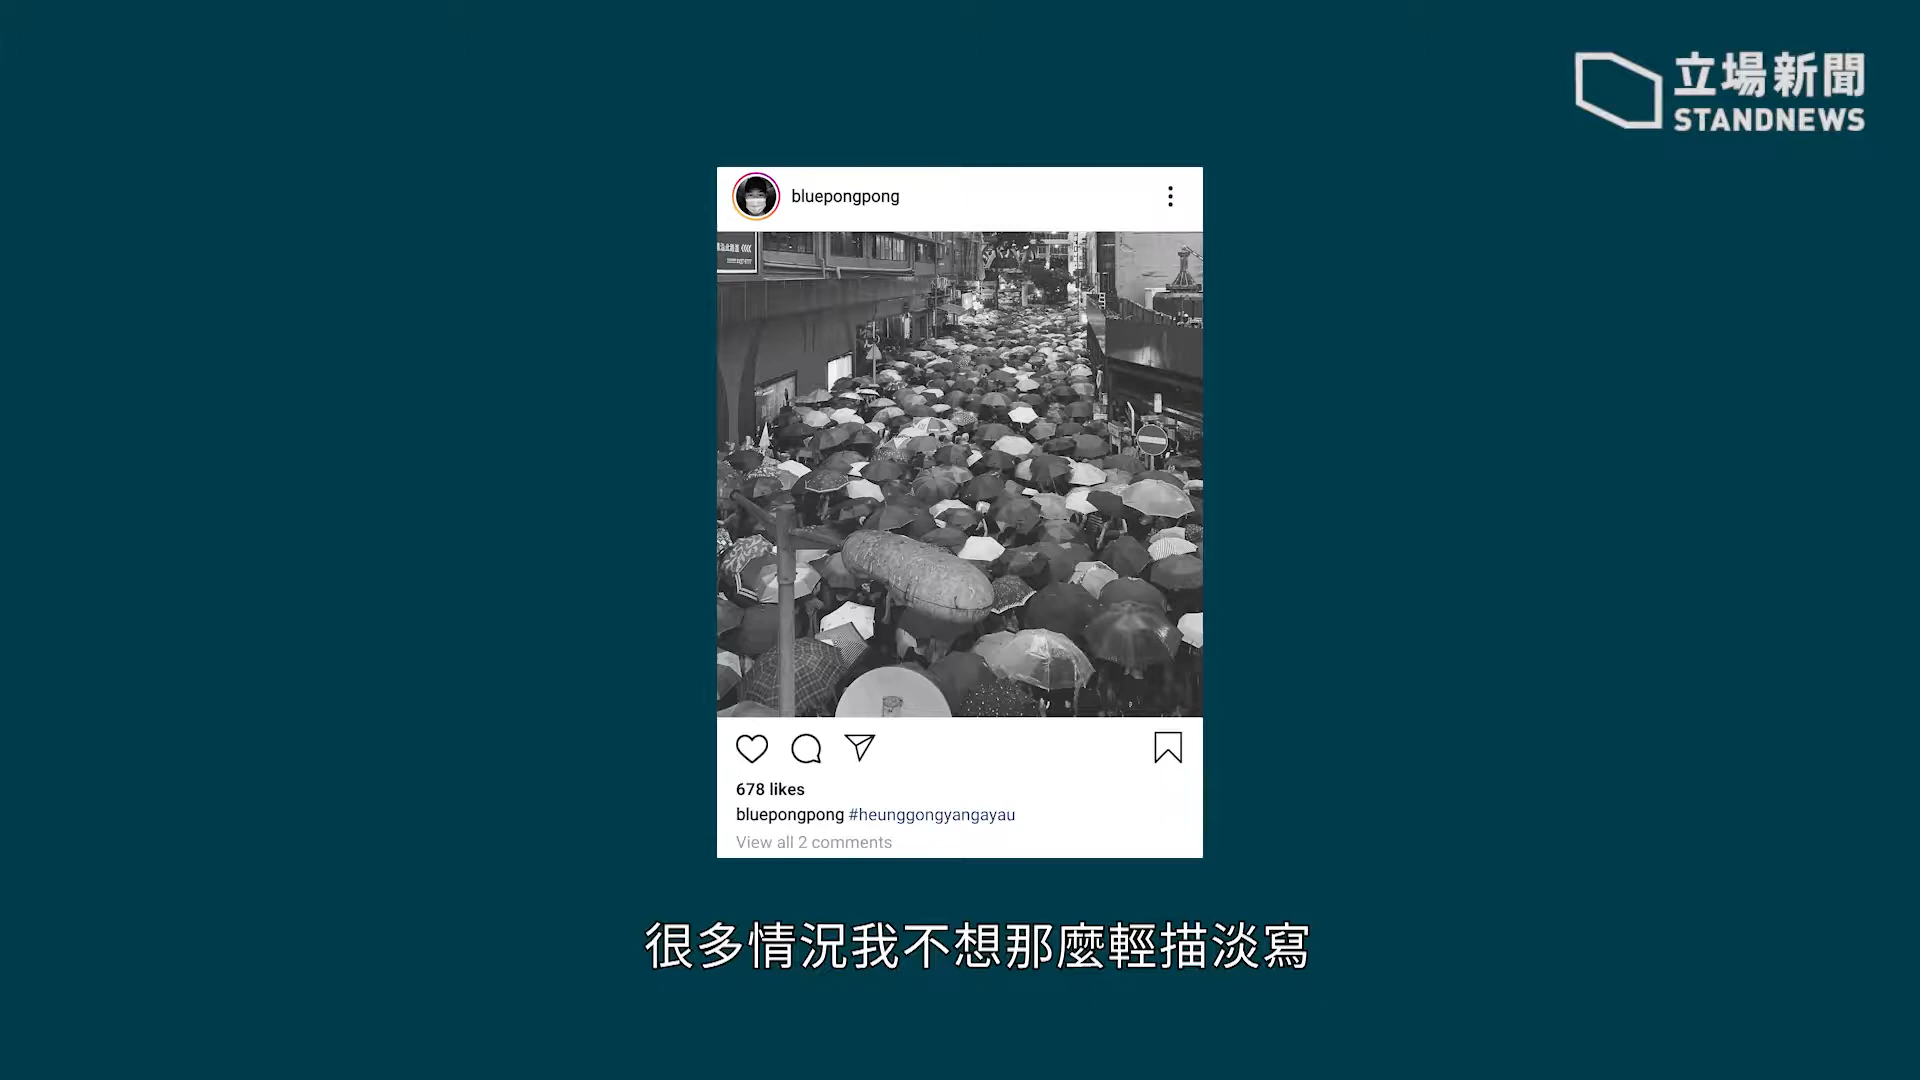 立場新聞
STANDNEWS
bluepongpong
678 likes
bluepongpong #heunggongyangayau
View all 2 comments
很多情況我不想那麼輕描淡寫